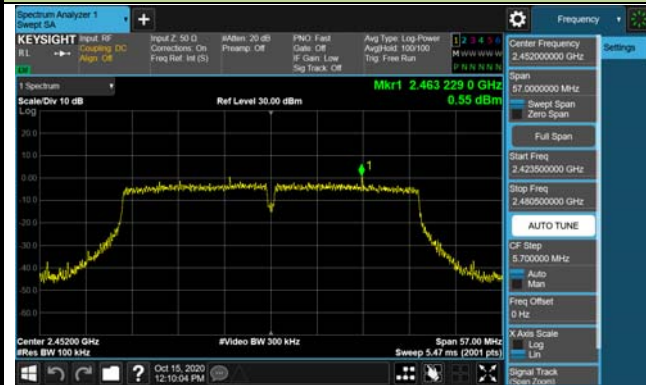 Spectrum Analyzer 1
Swept SA
+
Frequency
KEYSIGHT
RL
Input: RF
Coupling: DC
Align: Off
Input Z: 50 Ω
Corrections: On
Freq Ref: Int (S)
#Atten: 20 dB
Preamp: Off
PNO: Fast
Gate: Off
IF Gain: Low
Sig Track: Off
Avg Type: Log-Power
Avg|Hold: 100/100
Trig: Free Run
1 2 3 4 5 6
M W W W W W
P N N N N N
1 Spectrum
Scale/Div 10 dB
Ref Level 30.00 dBm
Mkr1 2.463 229 0 GHz
0.55 dBm
Log
20.0
10.0
0.00
-10.0
-20.0
-30.0
-40.0
-50.0
-60.0
1
Center 2.45200 GHz
#Res BW 100 kHz
#Video BW 300 kHz
Span 57.00 MHz
Sweep 5.47 ms (2001 pts)
Oct 15, 2020
12:10:04 PM
Center Frequency
2.452000000 GHz
Settings
Span
57.0000000 MHz
Swept Span
Zero Span
Full Span
Start Freq
2.423500000 GHz
Stop Freq
2.480500000 GHz
AUTO TUNE
CF Step
5.700000 MHz
Auto
Man
Freq Offset
0 Hz
X Axis Scale
Log
Lin
Signal Track
(Span Zoom)